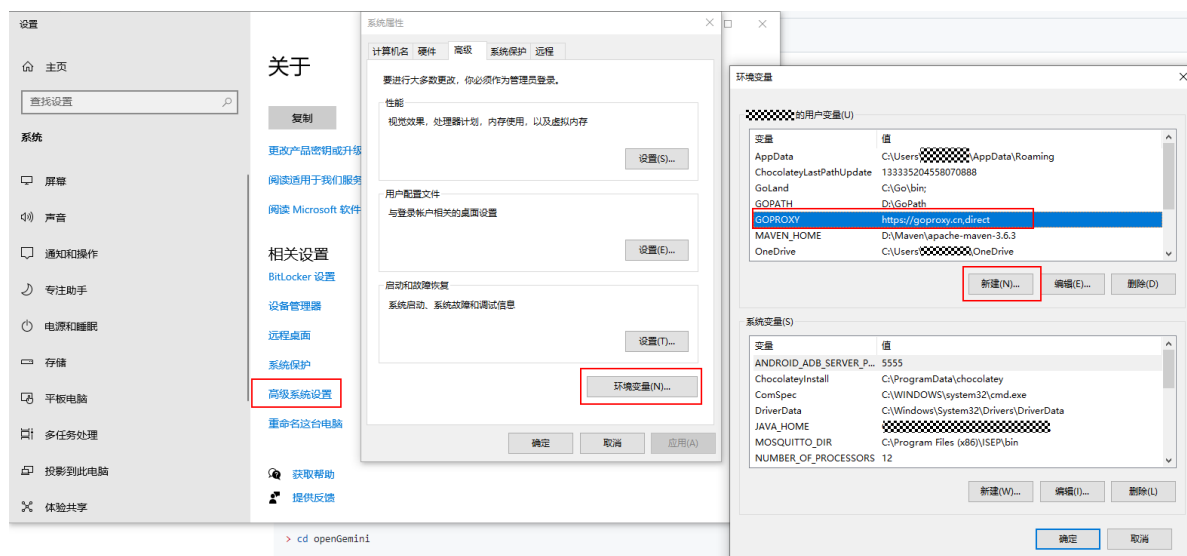 设置
主页
查找设置
系统
屏幕
声音
通知和操作
专注助手
电源和睡眠
存储
平板电脑
多任务处理
投影到此电脑
体验共享
关于
复制
更改产品密钥或升级
阅读适用于我们服务
阅读 Microsoft 软件
相关设置
BitLocker 设置
设备管理器
远程桌面
系统保护
高级系统设置
重命名这台电脑
获取帮助
提供反馈
> cd openGemini
系统属性
计算机名 硬件 高级 系统保护 远程
要进行大多数更改，你必须作为管理员登录。
性能
视觉效果，处理器计划，内存使用，以及虚拟内存
设置(S)...
用户配置文件
与登录帐户相关的桌面设置
设置(E)...
启动和故障恢复
系统启动、系统故障和调试信息
设置(T)...
环境变量(N)...
确定 取消 应用(A)
环境变量
的用户变量(U)
变量 值
AppData C:\Users\ \AppData\Roaming
ChocolateyLastPathUpdate 133335204558070888
GoLand C:\Go\bin;
GOPATH D:\GoPath
GOPROXY https://goproxy.cn,direct
MAVEN_HOME D:\Maven\apache-maven-3.6.3
OneDrive C:\Users\ \OneDrive
新建(N)... 编辑(E)... 删除(D)
系统变量(S)
变量 值
ANDROID_ADB_SERVER_P... 5555
ChocolateyInstall C:\ProgramData\chocolatey
ComSpec C:\WINDOWS\system32\cmd.exe
DriverData C:\Windows\System32\Drivers\DriverData
JAVA_HOME
MOSQUITTO_DIR C:\Program Files (x86)\ISEP\bin
NUMBER_OF_PROCESSORS 12
新建(W)... 编辑(I)... 删除(L)
确定 取消